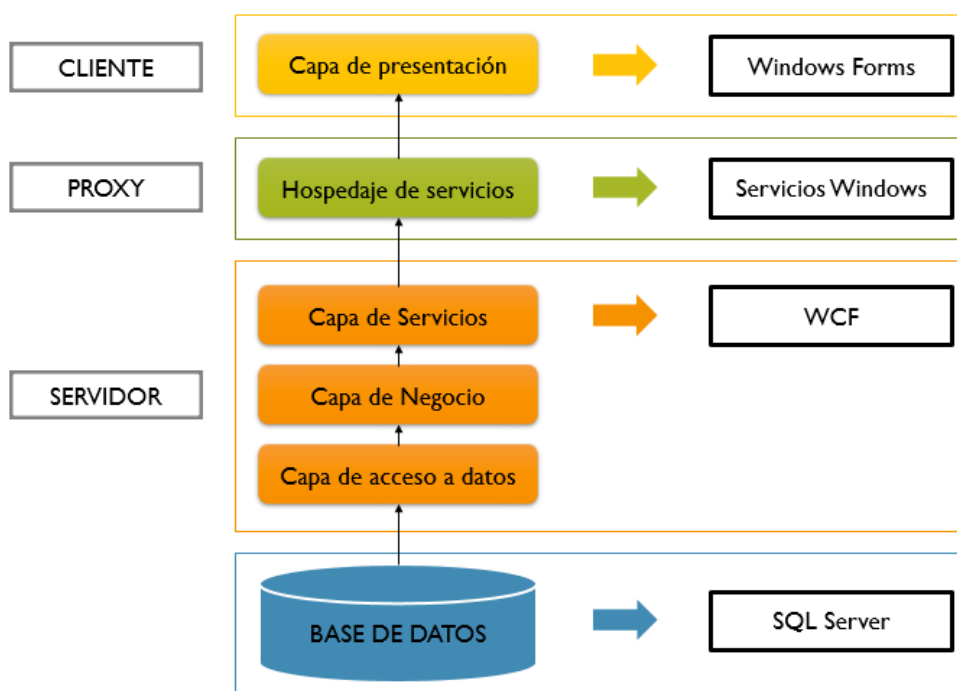 CLIENTE
Capa de presentación
Windows Forms
PROXY
Hospedaje de servicios
Servicios Windows
SERVIDOR
Capa de Servicios
WCF
Capa de Negocio
Capa de acceso a datos
BASE DE DATOS
SQL Server